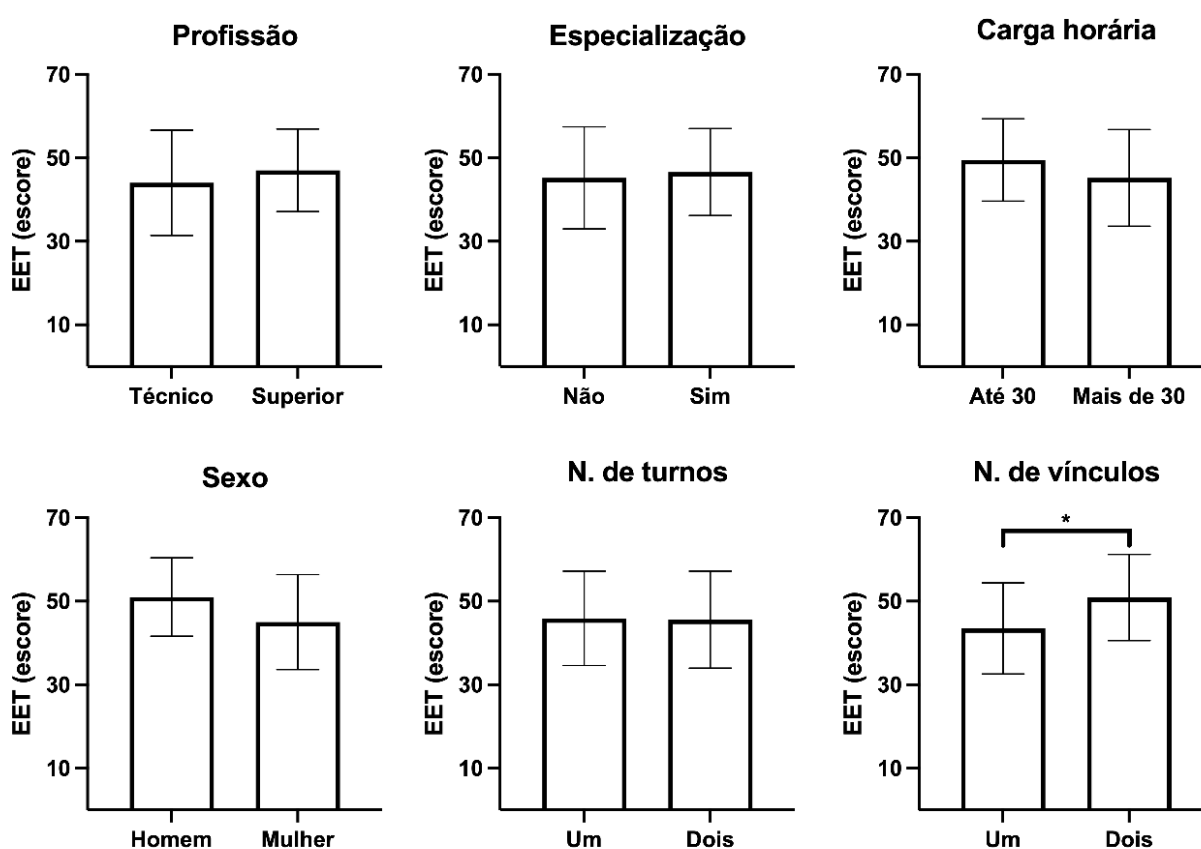 Profissão
70
50
30
10
EET (escore)
Técnico
Superior
Especialização
70
50
30
10
EET (escore)
Não
Sim
Carga horária
70
50
30
10
EET (escore)
Até 30
Mais de 30
Sexo
70
50
30
10
EET (escore)
Homem
Mulher
N. de turnos
70
50
30
10
EET (escore)
Um
Dois
N. de vínculos
*
70
50
30
10
EET (escore)
Um
Dois